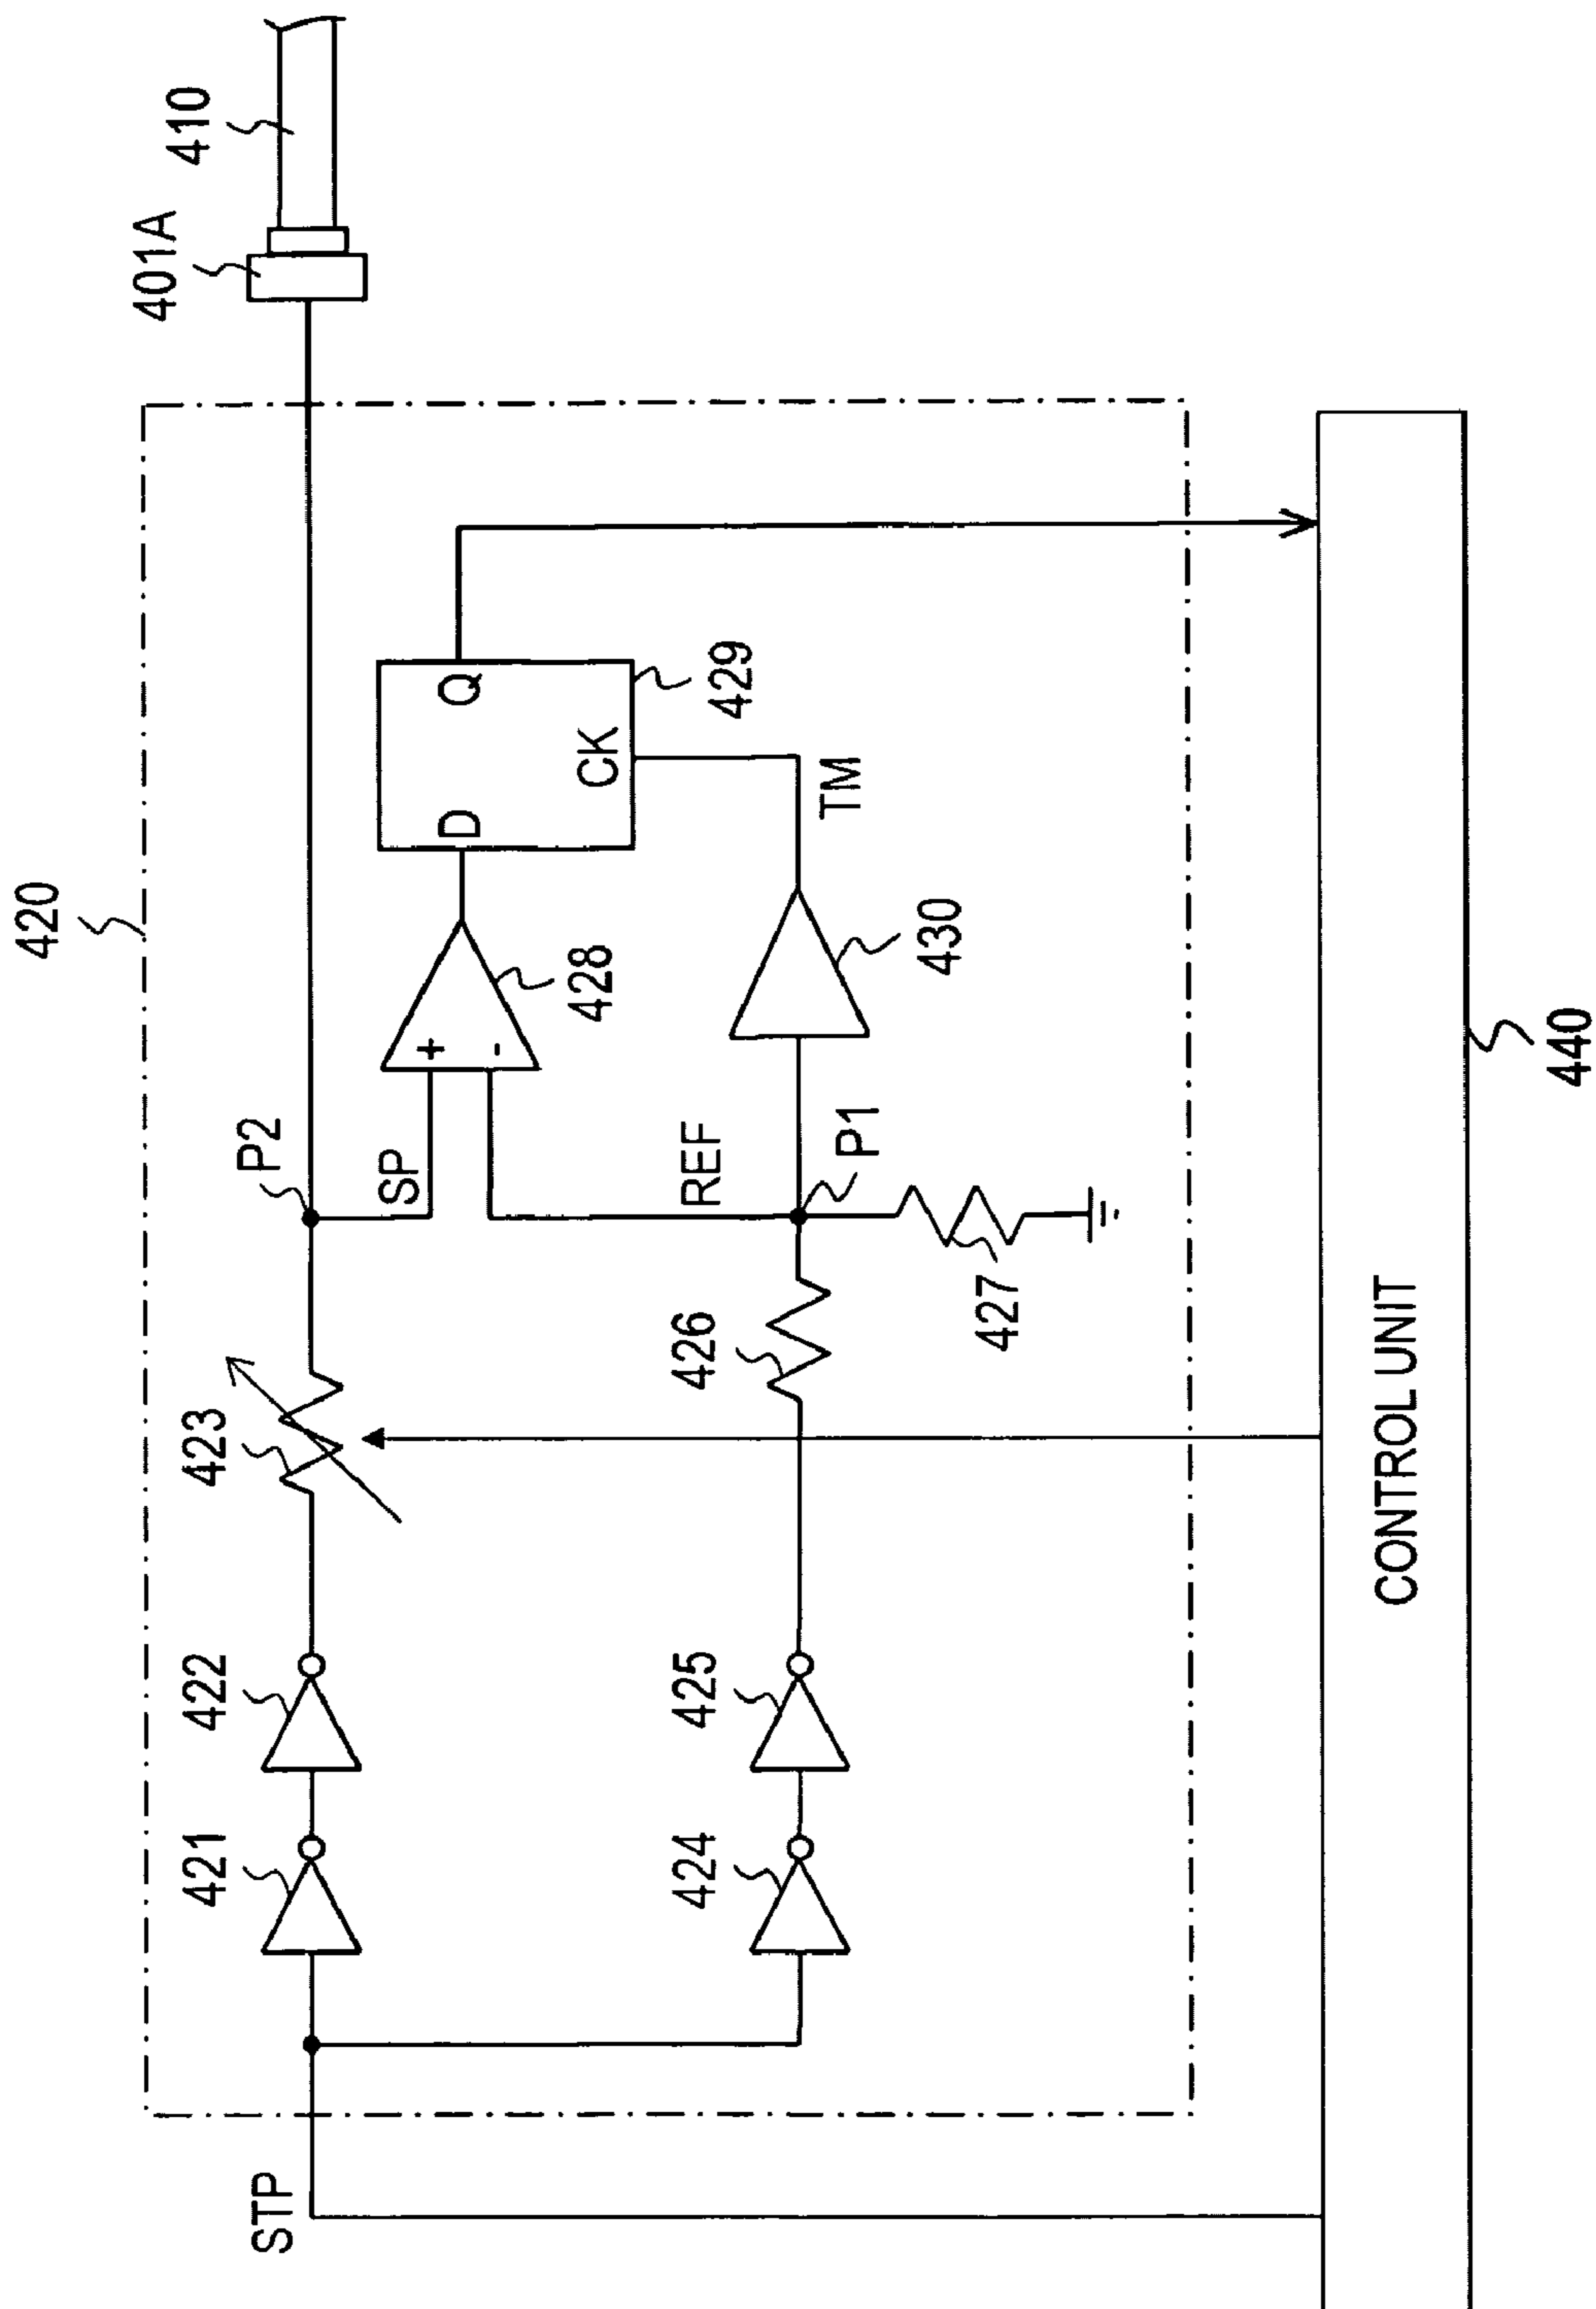 420
401A
410
STP
421
422
423
P2
SP
+
-
428
D
Q
CK
429
424
425
426
REF
P1
427
430
TM
CONTROL UNIT
440